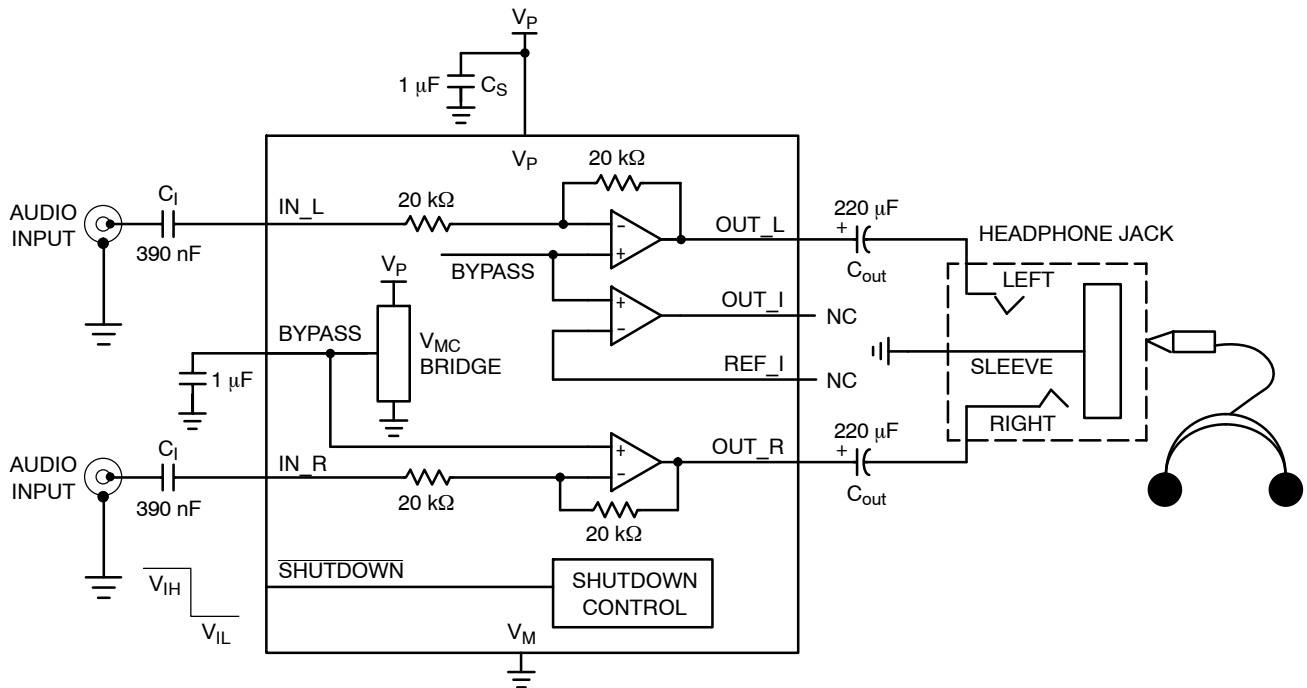 V_P
1 μF
C_S
V_P
20 kΩ
C_I
IN_L
20 kΩ
AUDIO
INPUT
390 nF
–
+
OUT_L
220 μF
+
C_out
HEADPHONE JACK
BYPASS
V_P
LEFT
+
–
OUT_I
NC
BYPASS
V_MC
BRIDGE
1 μF
REF_I
NC
SLEEVE
RIGHT
220 μF
+
C_out
OUT_R
+
–
C_I
IN_R
AUDIO
INPUT
390 nF
20 kΩ
20 kΩ
SHUTDOWN
SHUTDOWN
CONTROL
V_IH
V_IL
V_M